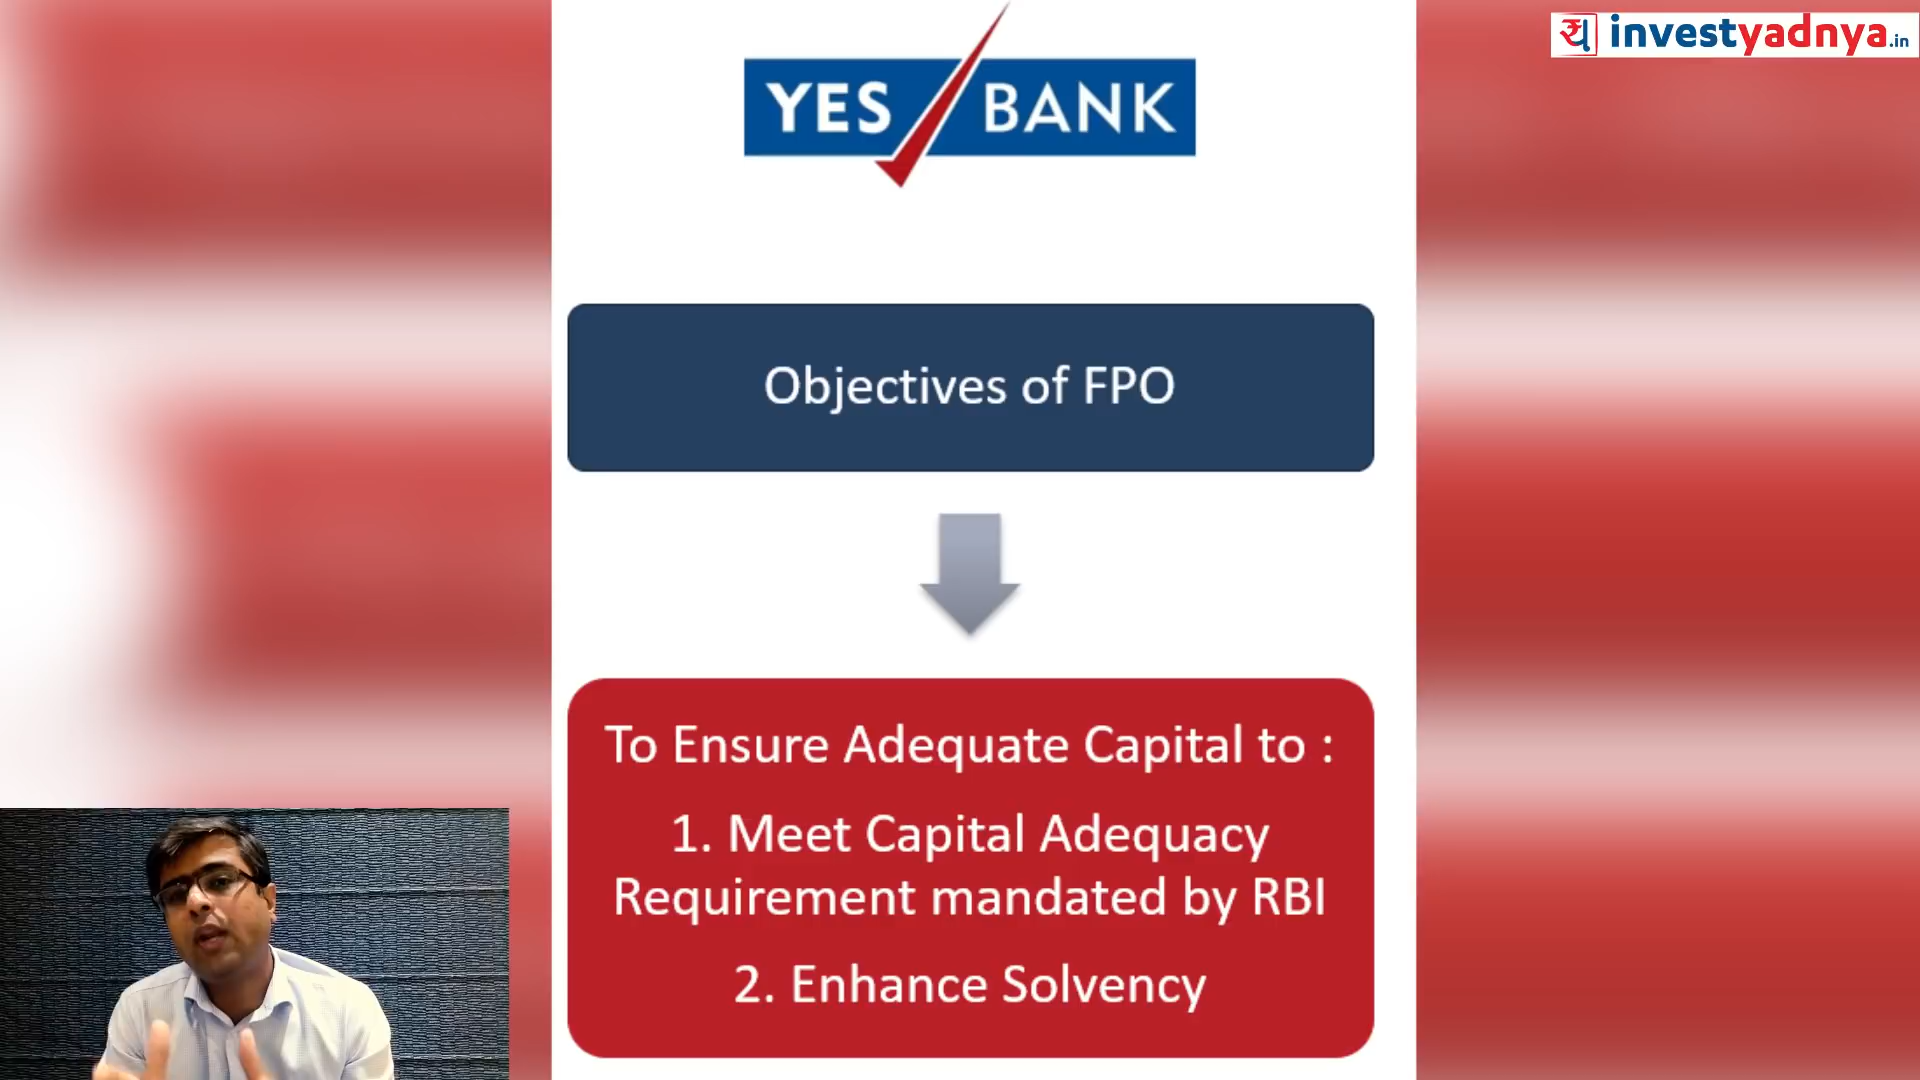 YES BANK
investyadnya.in
Objectives of FPO
To Ensure Adequate Capital to :
1. Meet Capital Adequacy
Requirement mandated by RBI
2. Enhance Solvency